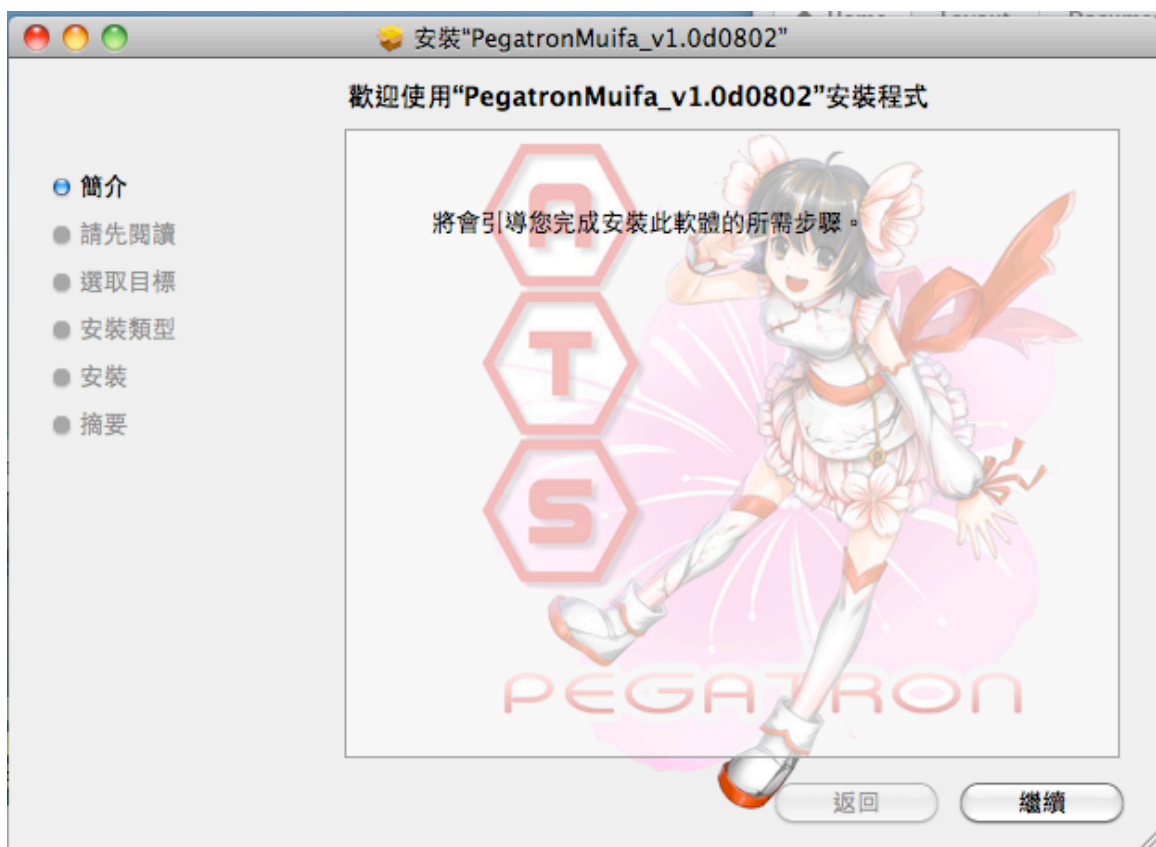 安裝“PegatronMuifa_v1.0d0802”
歡迎使用“PegatronMuifa_v1.0d0802”安裝程式
簡介
請先閱讀
選取目標
安裝類型
安裝
摘要
將會引導您完成安裝此軟體的所需步驟。
A
T
S
PEGATRON
返回
繼續